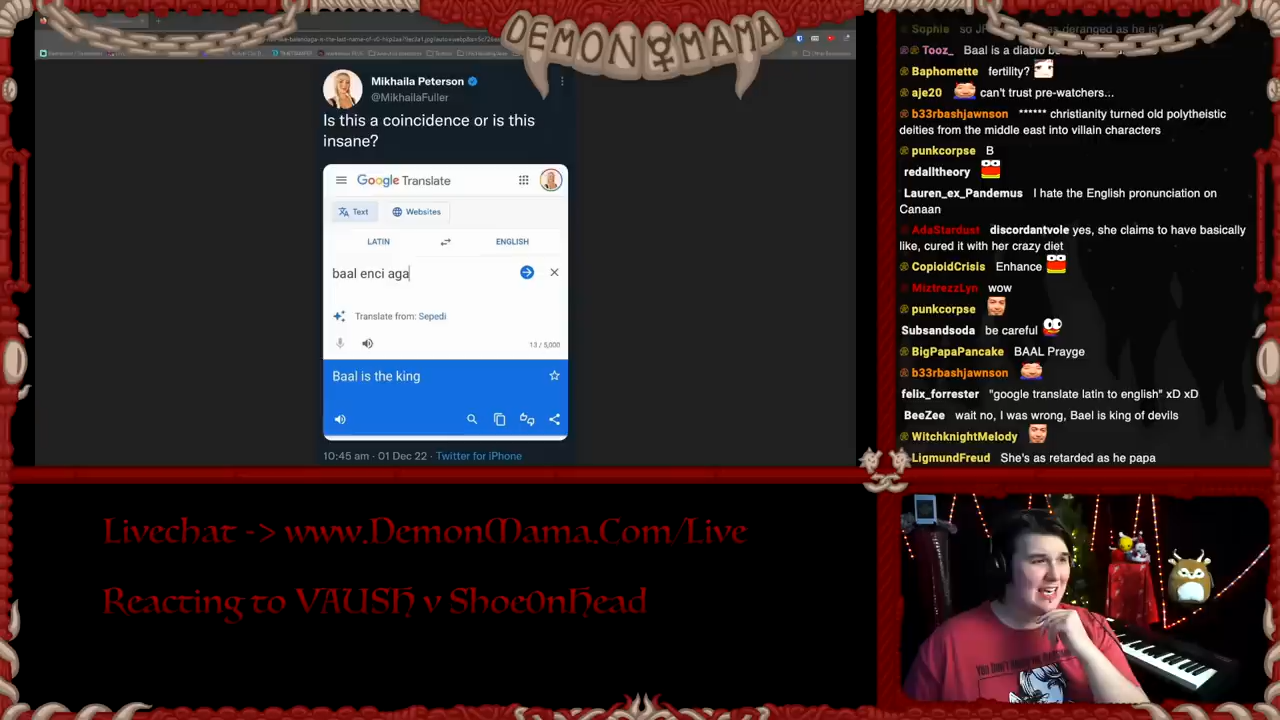 DEMON MAMA
Mikhaila Peterson
@MikhailaFuller
Is this a coincidence or is this
insane?
Google Translate
Text
Websites
LATIN
ENGLISH
baal enci aga
Translate from: Sepedi
13 / 5,000
Baal is the king
10:45 am · 01 Dec 22 · Twitter for iPhone
Livechat -> www.DemonMama.Com/Live
Reacting to VAUSH v Shoe0nHead
Tooz_ Baal is a diablo
Baphomette fertility?
aje20 can't trust pre-watchers...
b33rbashjawnson ****** christianity turned old polytheistic
deities from the middle east into villain characters
punkcorpse B
redalltheory
Lauren_ex_Pandemus I hate the English pronunciation on
Canaan
AdaStardust discordantvole yes, she claims to have basically
like, cured it with her crazy diet
CopioidCrisis Enhance
MiztrezzLyn wow
punkcorpse
Subsandsoda be careful
BigPapaPancake BAAL Prayge
b33rbashjawnson
felix_forrester "google translate latin to english" xD xD
BeeZee wait no, I was wrong, Bael is king of devils
WitchknightMelody
LigmundFreud She's as retarded as he papa